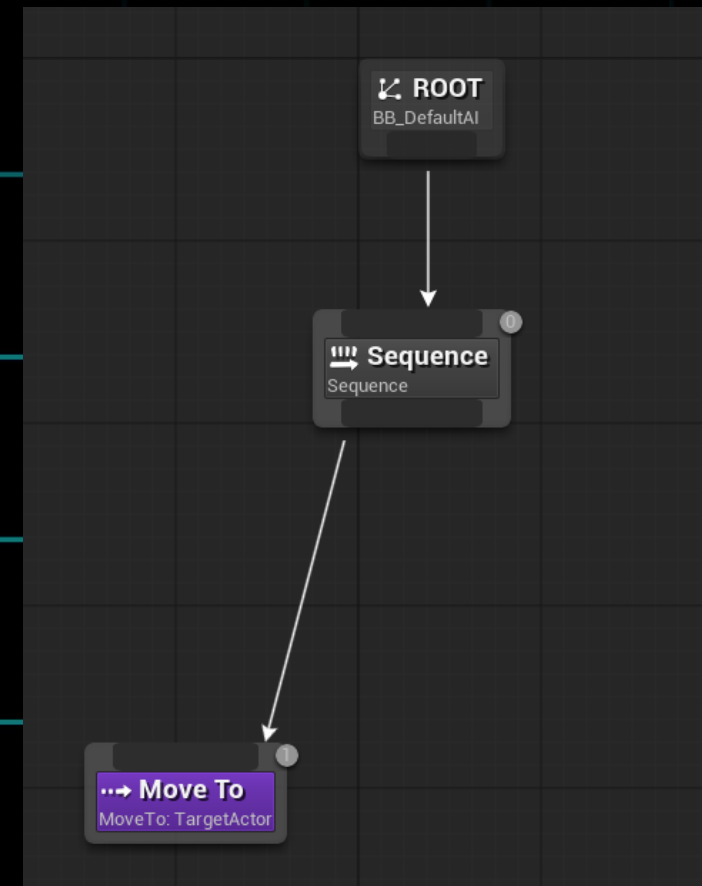 ROOT
BB_DefaultAI
0
Sequence
Sequence
1
Move To
MoveTo: TargetActor